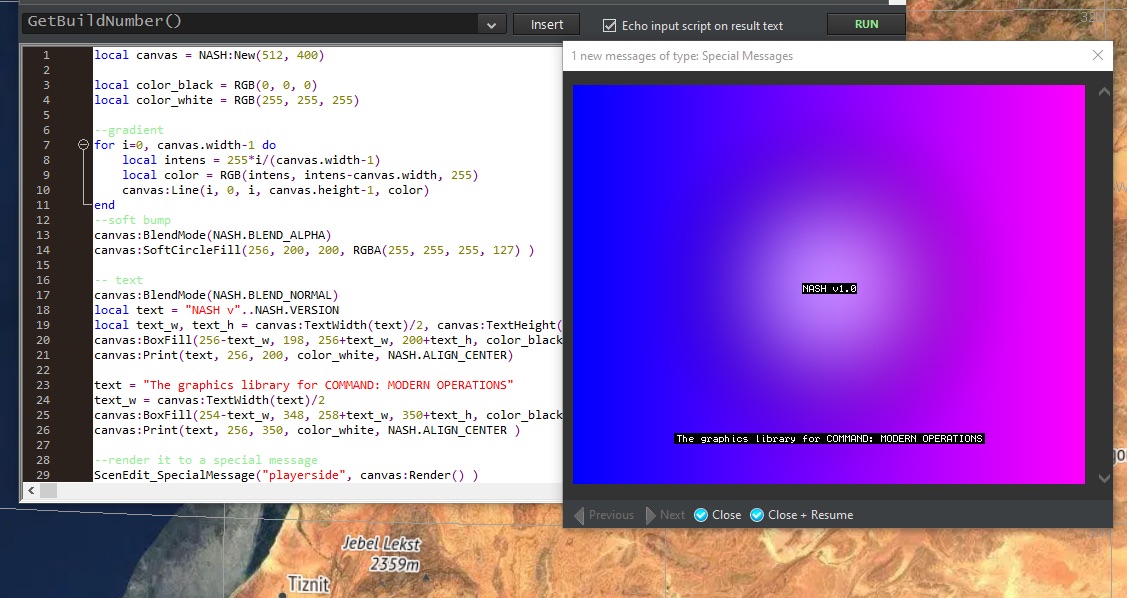 GetBuildNumber()
Insert
Echo input script on result text
RUN
1 local canvas = NASH:New(512, 400)
2
3 local color_black = RGB(0, 0, 0)
4 local color_white = RGB(255, 255, 255)
5
6 --gradient
7 for i=0, canvas.width-1 do
8 local intens = 255*i/(canvas.width-1)
9 local color = RGB(intens, intens-canvas.width, 255)
10 canvas:Line(i, 0, i, canvas.height-1, color)
11 end
12 --soft bump
13 canvas:BlendMode(NASH.BLEND_ALPHA)
14 canvas:SoftCircleFill(256, 200, 200, RGBA(255, 255, 255, 127) )
15
16 -- text
17 canvas:BlendMode(NASH.BLEND_NORMAL)
18 local text = "NASH v"..NASH.VERSION
19 local text_w, text_h = canvas:TextWidth(text)/2, canvas:TextHeight(
20 canvas:BoxFill(256-text_w, 198, 256+text_w, 200+text_h, color_black
21 canvas:Print(text, 256, 200, color_white, NASH.ALIGN_CENTER)
22
23 text = "The graphics library for COMMAND: MODERN OPERATIONS"
24 text_w = canvas:TextWidth(text)/2
25 canvas:BoxFill(254-text_w, 348, 258+text_w, 350+text_h, color_black
26 canvas:Print(text, 256, 350, color_white, NASH.ALIGN_CENTER )
27
28 --render it to a special message
29 ScenEdit_SpecialMessage("playerside", canvas:Render() )
1 new messages of type: Special Messages
NASH v1.0
The graphics library for COMMAND: MODERN OPERATIONS
Previous
Next
Close
Close + Resume
Jebel Lekst
2359m
Tiznit